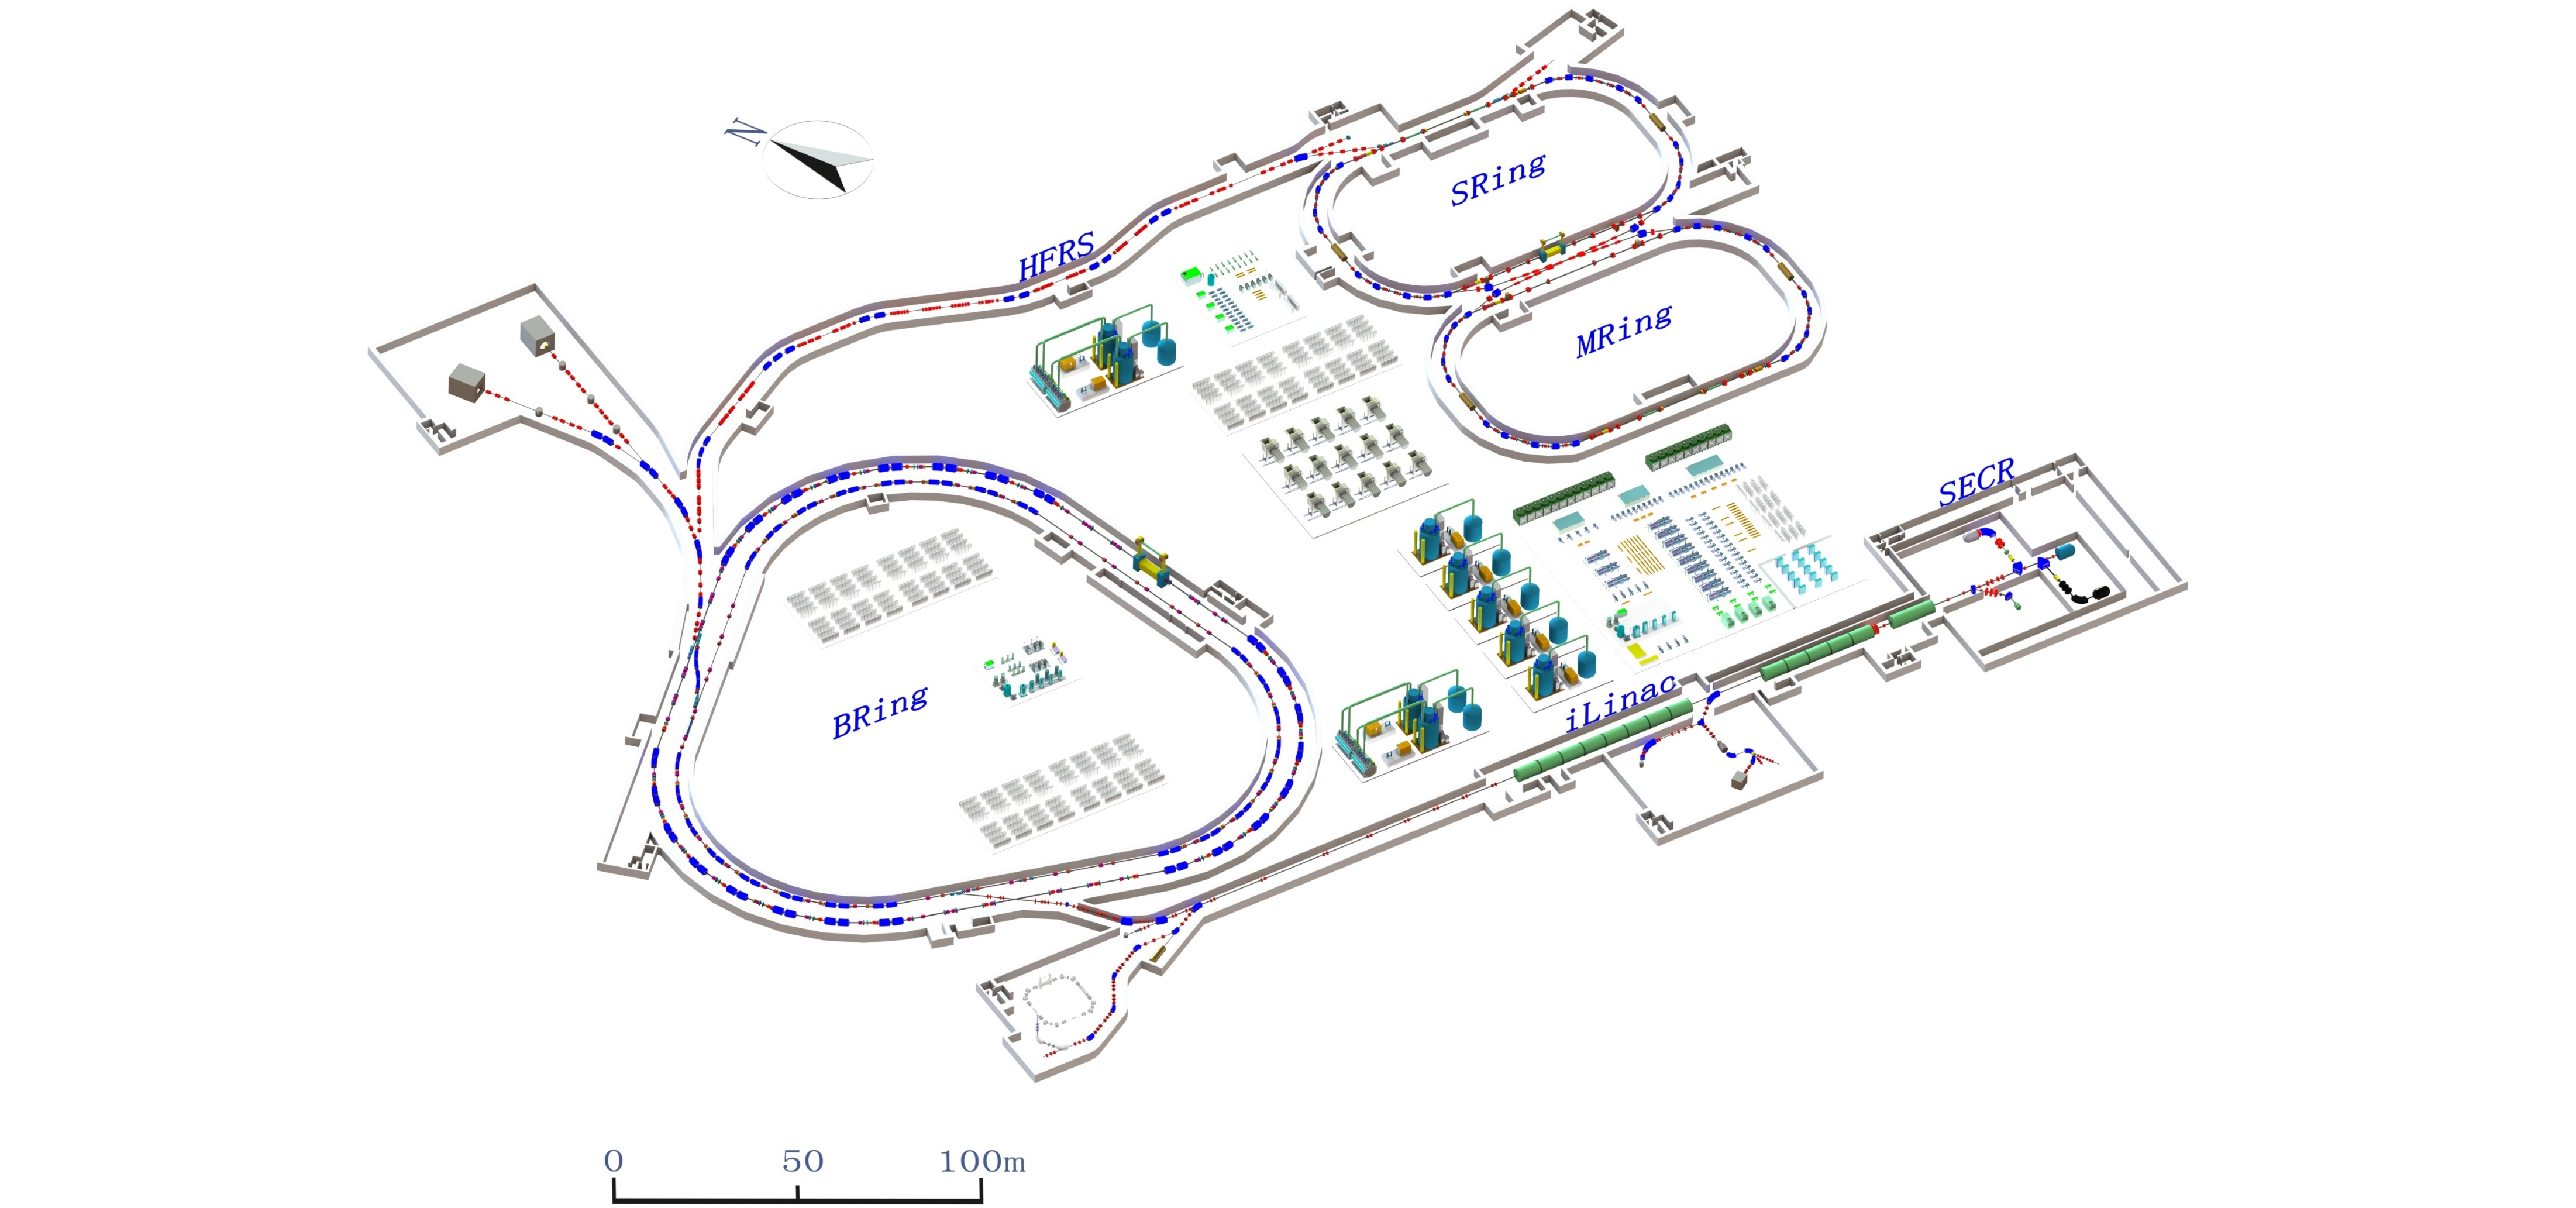 N
SRing
HFRS
MRing
SECR
iLinac
BRing
0 50 100m